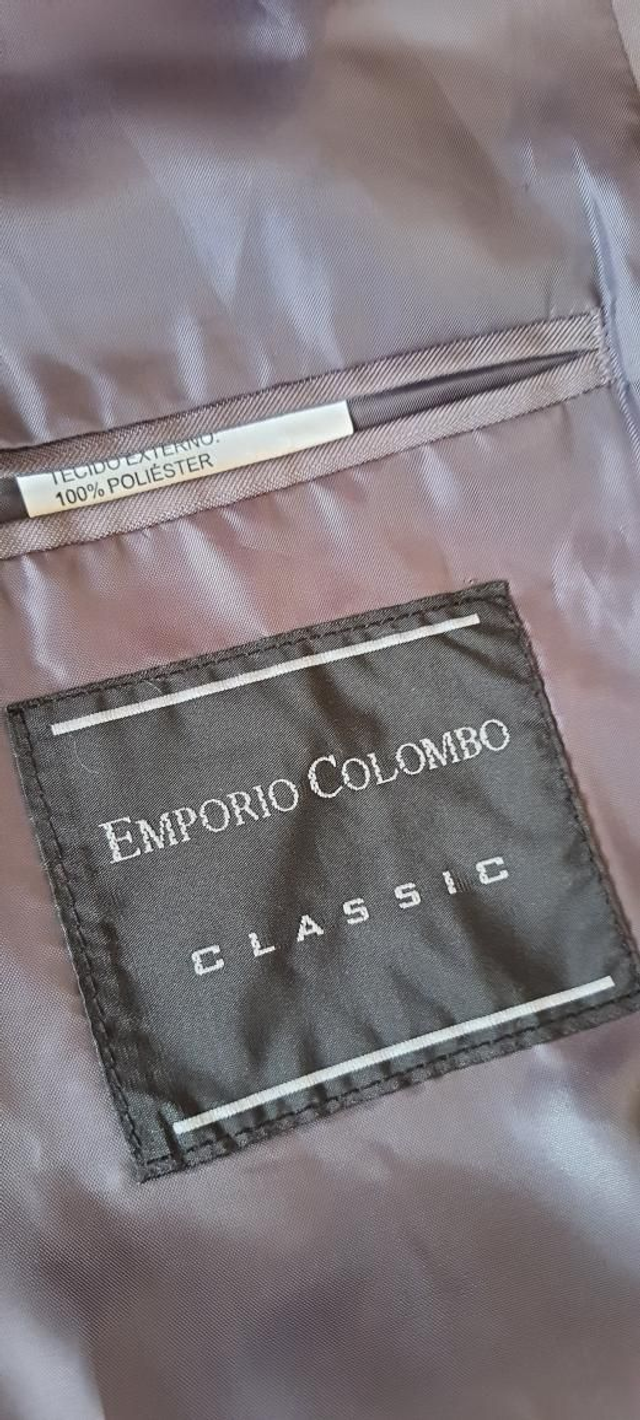 TECIDO EXTERNO:
100% POLIÉSTER
EMPORIO COLOMBO
CLASSIC